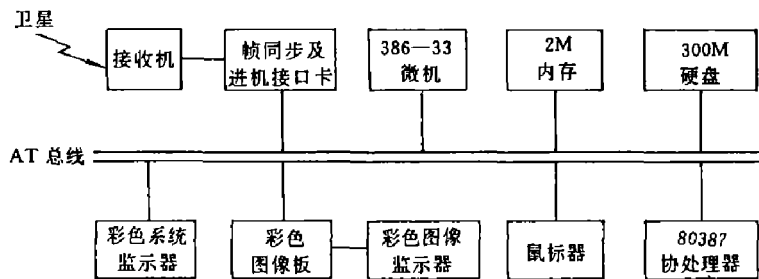 卫星
接收机
帧同步及
进机接口卡
386—33
微机
2M
内存
300M
硬盘
AT 总线
彩色系统
监示器
彩色
图像板
彩色图像
监示器
鼠标器
80387
协处理器